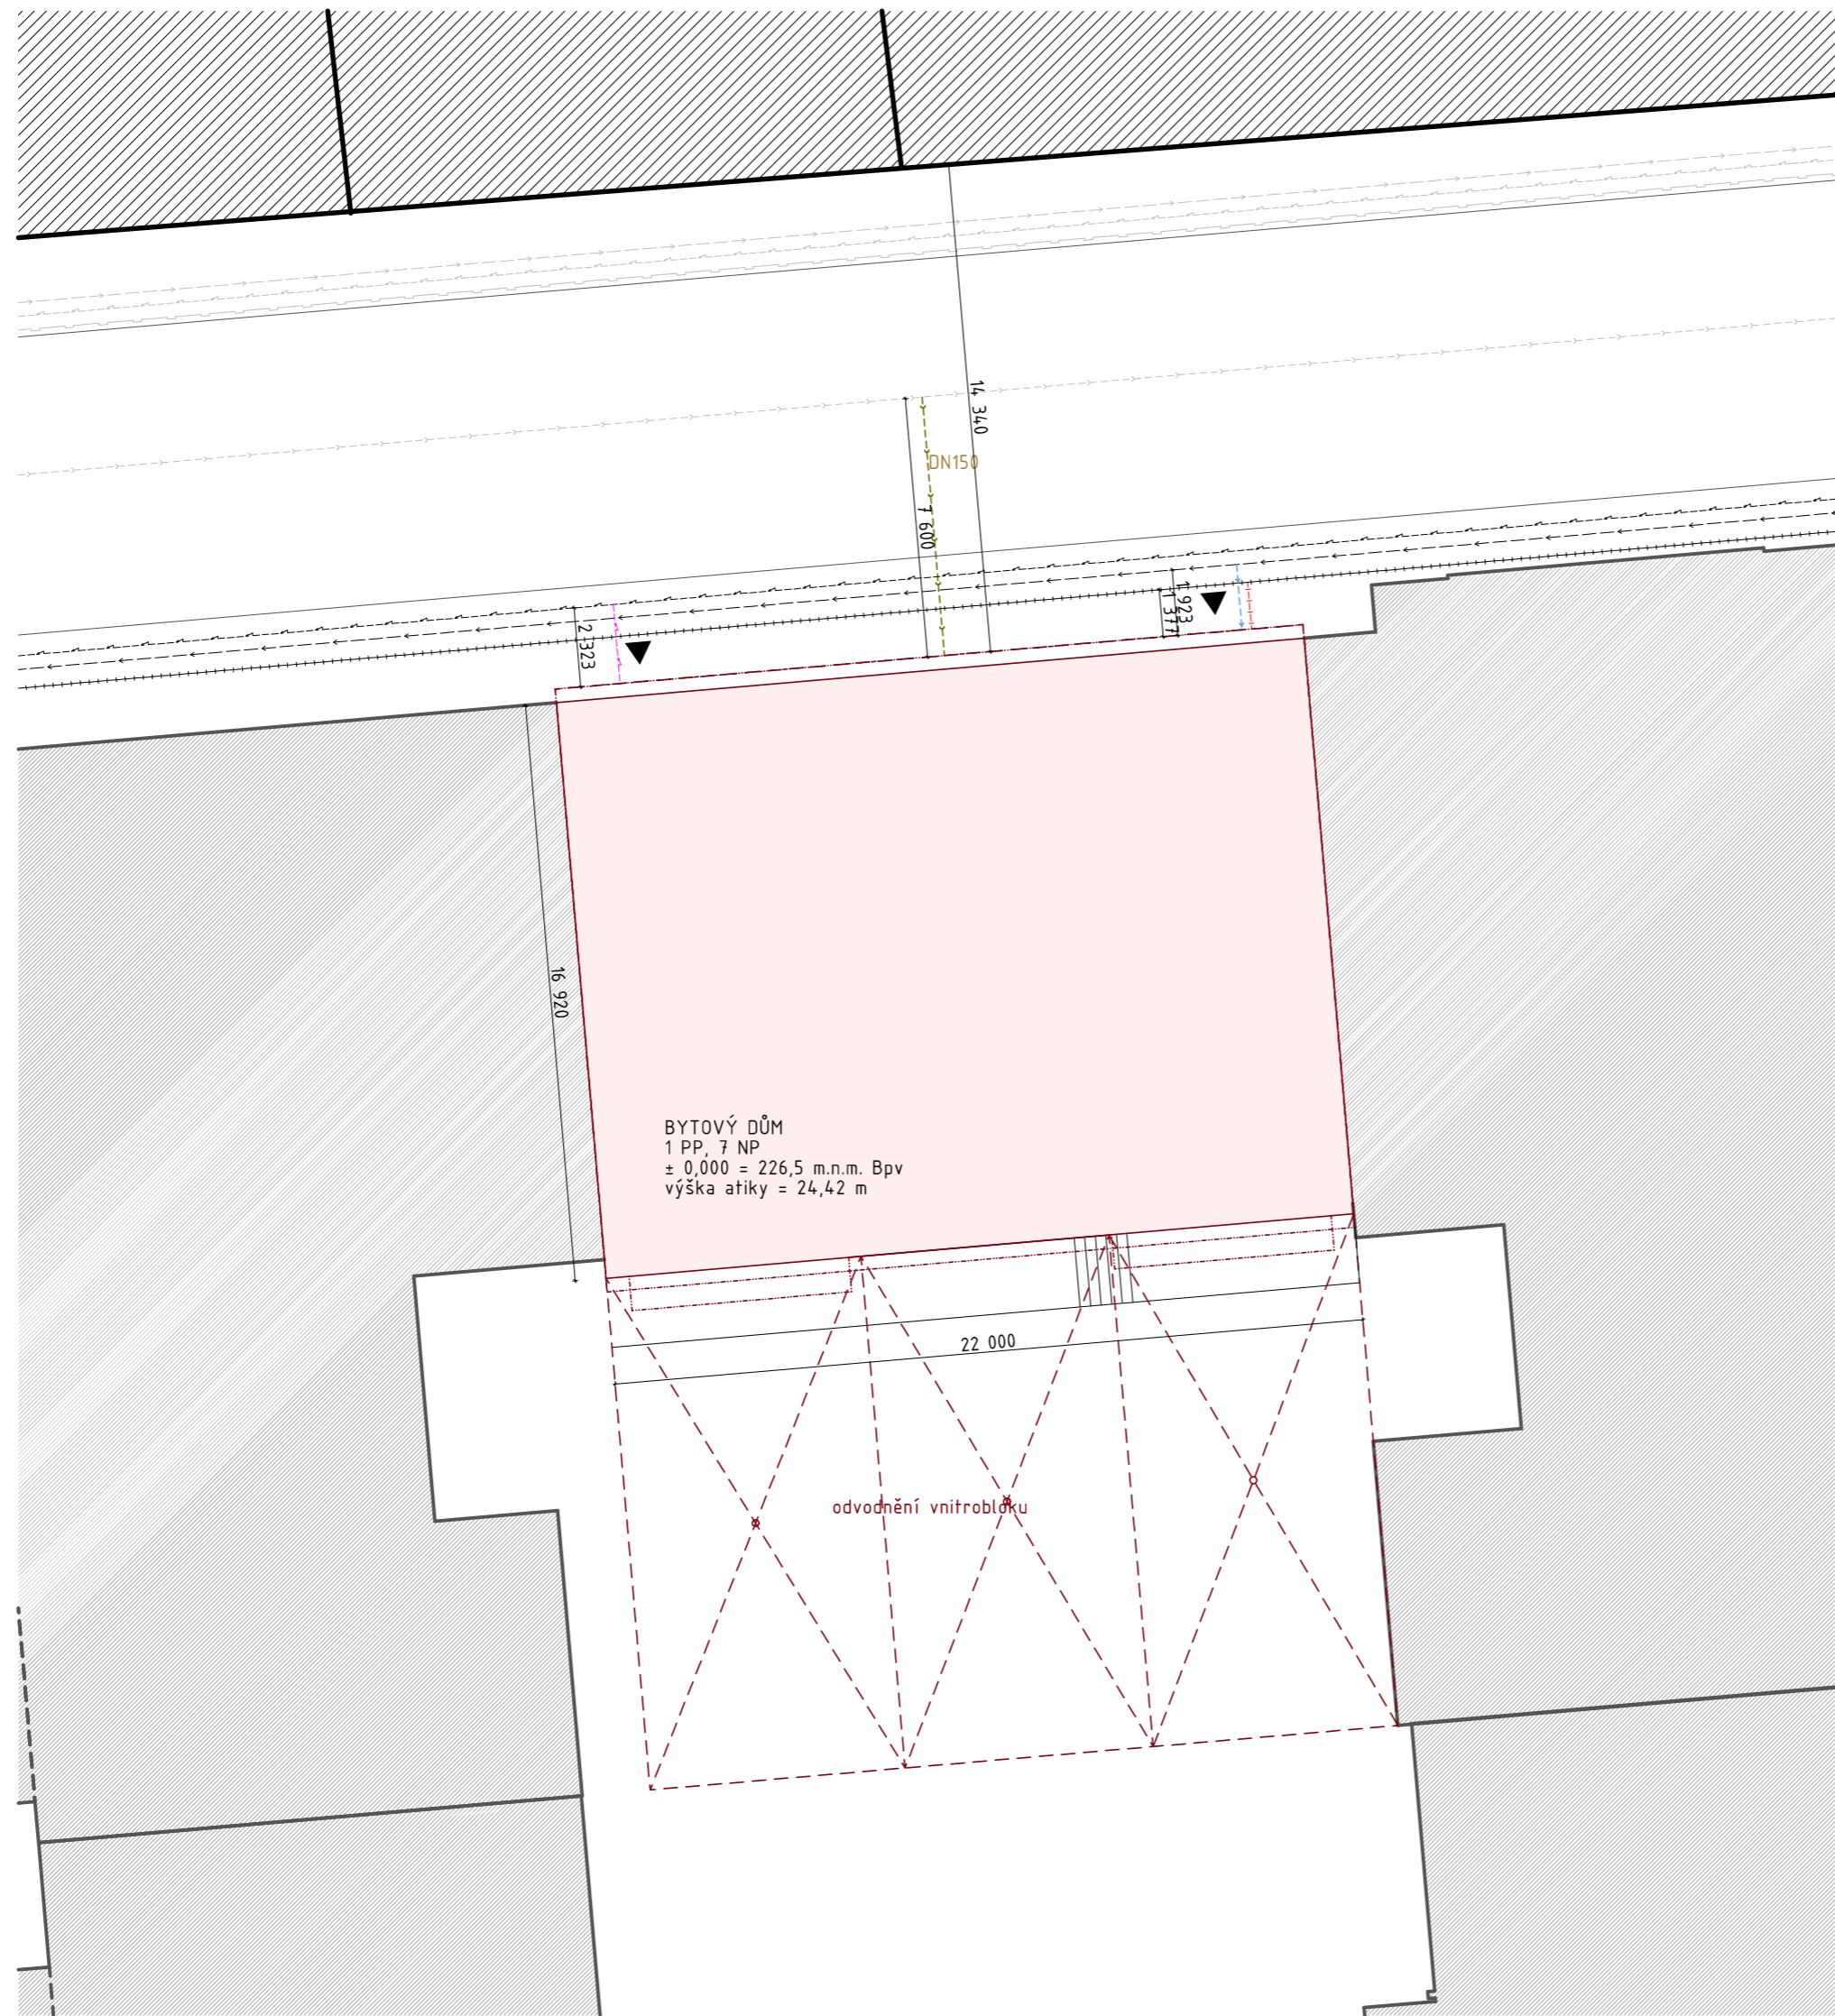 14 340
DN150
7 600
1 923
1 377
2 323
16 920
BYTOVÝ DŮM
1 PP, 7 NP
± 0,000 = 226,5 m.n.m. Bpv
výška atiky = 24,42 m
22 000
odvodnění vnitrobloku